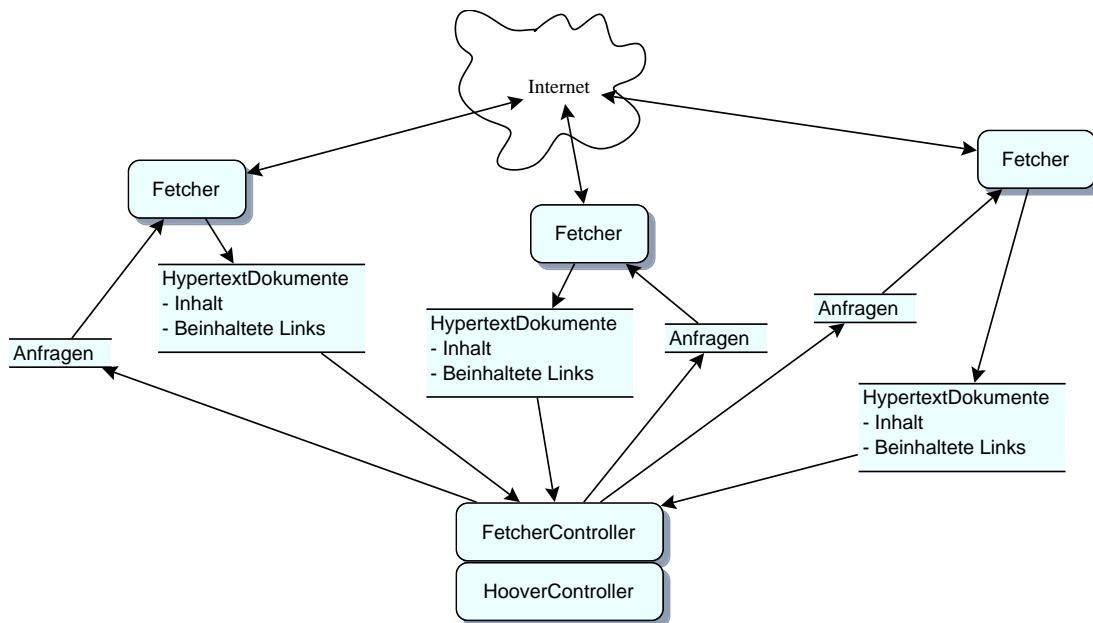 Internet
Fetcher
Fetcher
Fetcher
HypertextDokumente
- Inhalt
- Beinhaltete Links
Anfragen
HypertextDokumente
- Inhalt
- Beinhaltete Links
Anfragen
Anfragen
HypertextDokumente
- Inhalt
- Beinhaltete Links
FetcherController
HooverController